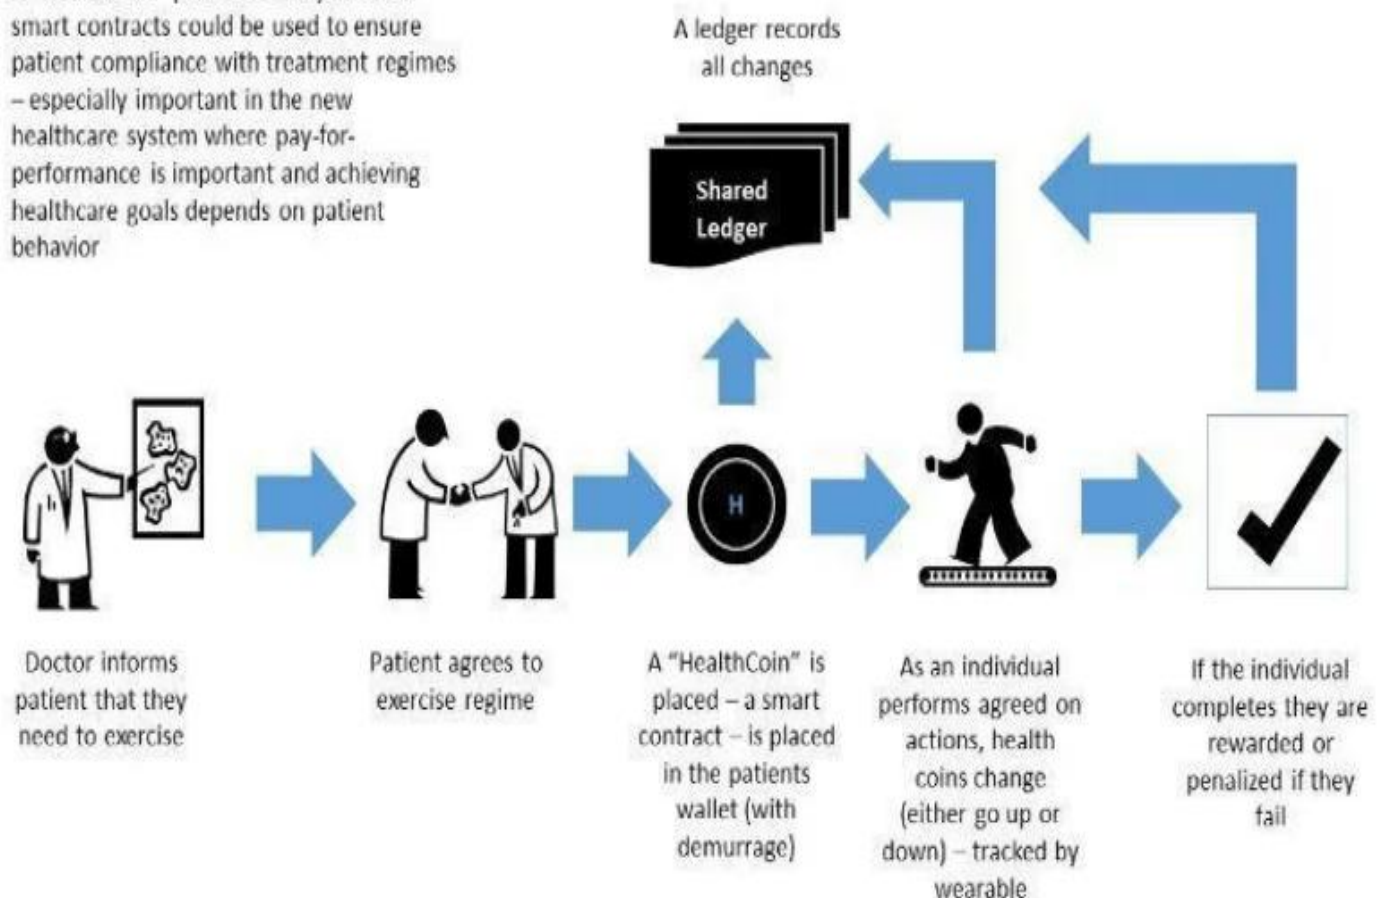 smart contracts could be used to ensure
patient compliance with treatment regimes
– especially important in the new
healthcare system where pay-for-
performance is important and achieving
healthcare goals depends on patient
behavior
A ledger records
all changes
Shared
Ledger
H
Doctor informs
patient that they
need to exercise
Patient agrees to
exercise regime
A “HealthCoin” is
placed – a smart
contract – is placed
in the patients
wallet (with
demurrage)
As an individual
performs agreed on
actions, health
coins change
(either go up or
down) – tracked by
wearable
If the individual
completes they are
rewarded or
penalized if they
fail